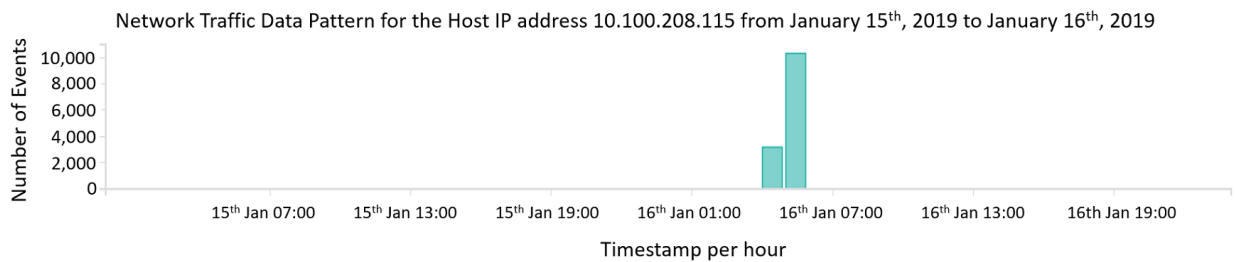 Network Traffic Data Pattern for the Host IP address 10.100.208.115 from January 15th, 2019 to January 16th, 2019
Number of Events
10,000
8,000
6,000
4,000
2,000
0
15th Jan 07:00
15th Jan 13:00
15th Jan 19:00
16th Jan 01:00
16th Jan 07:00
16th Jan 13:00
16th Jan 19:00
Timestamp per hour